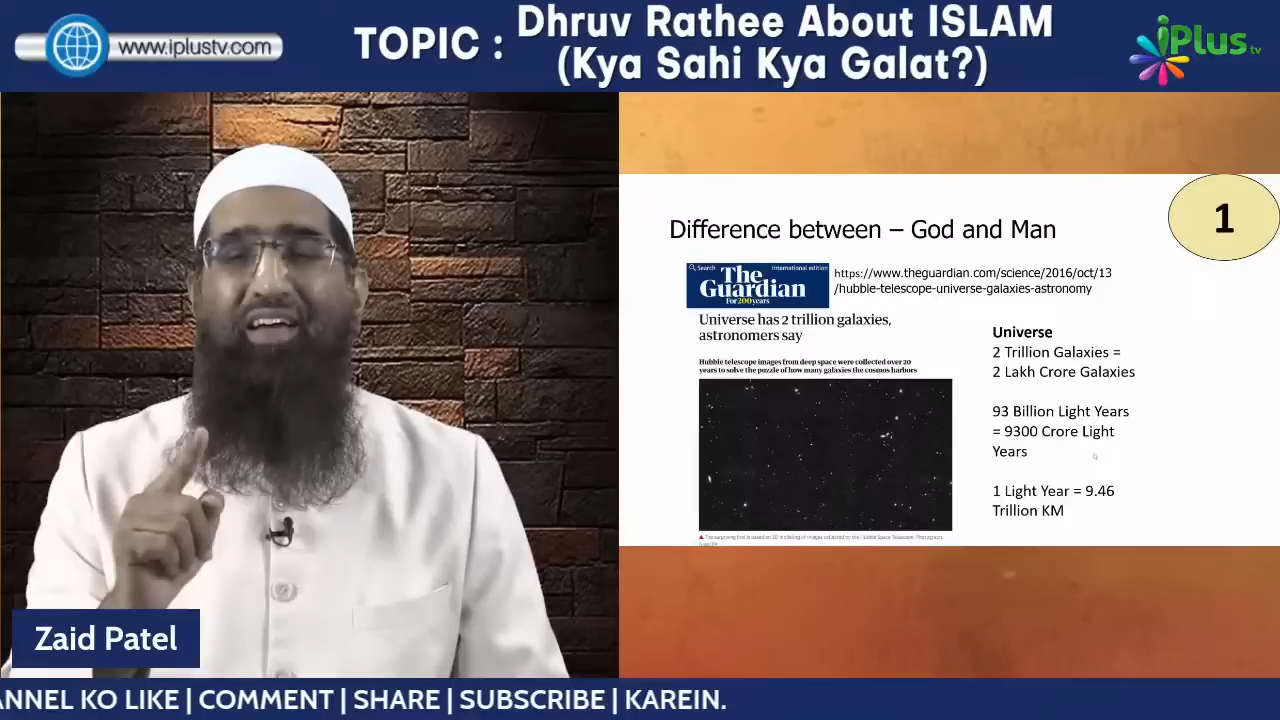 www.iplustv.com
TOPIC :
Dhruv Rathee About ISLAM
(Kya Sahi Kya Galat?)
iPlus tv
1
Difference between – God and Man
Search
International edition
The
Guardian
For 200 years
https://www.theguardian.com/science/2016/oct/13
/hubble-telescope-universe-galaxies-astronomy
Universe has 2 trillion galaxies,
astronomers say
Hubble telescope images from deep space were collected over 20
years to solve the puzzle of how many galaxies the cosmos harbors
Universe
2 Trillion Galaxies =
2 Lakh Crore Galaxies
93 Billion Light Years
= 9300 Crore Light
Years
1 Light Year = 9.46
Trillion KM
Zaid Patel
ANNEL KO LIKE | COMMENT | SHARE | SUBSCRIBE | KAREIN.